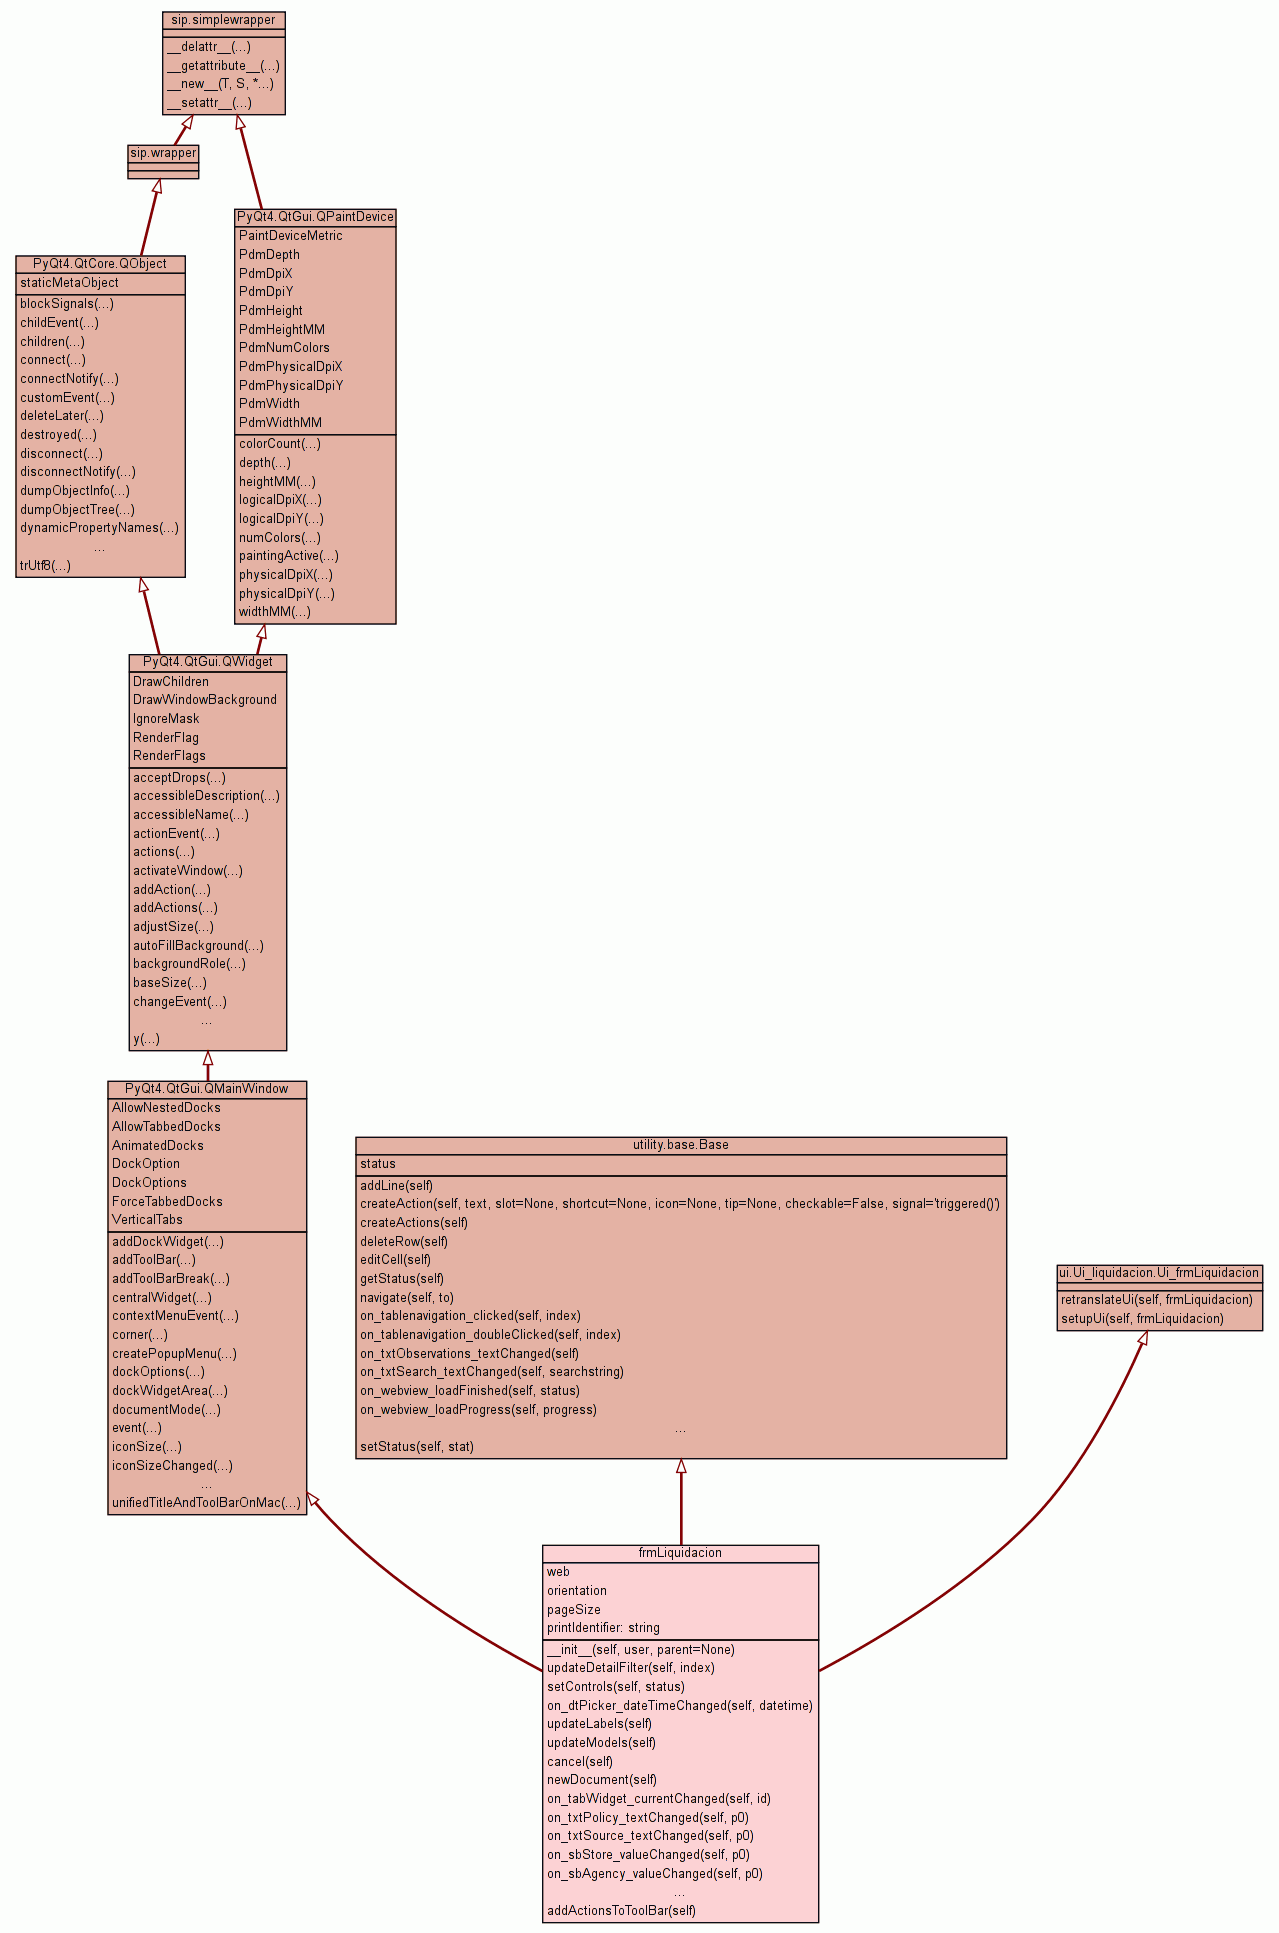 sip.simplewrapper
__delattr__(...)
__getattribute__(...)
__new__(T, S, *...)
__setattr__(...)
sip.wrapper
PyQt4.QtGui.QPaintDevice
PaintDeviceMetric
PdmDepth
PdmDpiX
PdmDpiY
PdmHeight
PdmHeightMM
PdmNumColors
PdmPhysicalDpiX
PdmPhysicalDpiY
PdmWidth
PdmWidthMM
colorCount(...)
depth(...)
heightMM(...)
logicalDpiX(...)
logicalDpiY(...)
numColors(...)
paintingActive(...)
physicalDpiX(...)
physicalDpiY(...)
widthMM(...)
PyQt4.QtCore.QObject
staticMetaObject
blockSignals(...)
childEvent(...)
children(...)
connect(...)
connectNotify(...)
customEvent(...)
deleteLater(...)
destroyed(...)
disconnect(...)
disconnectNotify(...)
dumpObjectInfo(...)
dumpObjectTree(...)
dynamicPropertyNames(...)
...
trUtf8(...)
PyQt4.QtGui.QWidget
DrawChildren
DrawWindowBackground
IgnoreMask
RenderFlag
RenderFlags
acceptDrops(...)
accessibleDescription(...)
accessibleName(...)
actionEvent(...)
actions(...)
activateWindow(...)
addAction(...)
addActions(...)
adjustSize(...)
autoFillBackground(...)
backgroundRole(...)
baseSize(...)
changeEvent(...)
...
y(...)
PyQt4.QtGui.QMainWindow
AllowNestedDocks
AllowTabbedDocks
AnimatedDocks
DockOption
DockOptions
ForceTabbedDocks
VerticalTabs
addDockWidget(...)
addToolBar(...)
addToolBarBreak(...)
centralWidget(...)
contextMenuEvent(...)
corner(...)
createPopupMenu(...)
dockOptions(...)
dockWidgetArea(...)
documentMode(...)
event(...)
iconSize(...)
iconSizeChanged(...)
...
unifiedTitleAndToolBarOnMac(...)
utility.base.Base
status
addLine(self)
createAction(self, text, slot=None, shortcut=None, icon=None, tip=None, checkable=False, signal='triggered()')
createActions(self)
deleteRow(self)
editCell(self)
getStatus(self)
navigate(self, to)
on_tablenavigation_clicked(self, index)
on_tablenavigation_doubleClicked(self, index)
on_txtObservations_textChanged(self)
on_txtSearch_textChanged(self, searchstring)
on_webview_loadFinished(self, status)
on_webview_loadProgress(self, progress)
...
setStatus(self, stat)
ui.Ui_liquidacion.Ui_frmLiquidacion
retranslateUi(self, frmLiquidacion)
setupUi(self, frmLiquidacion)
frmLiquidacion
web
orientation
pageSize
printIdentifier: string
__init__(self, user, parent=None)
updateDetailFilter(self, index)
setControls(self, status)
on_dtPicker_dateTimeChanged(self, datetime)
updateLabels(self)
updateModels(self)
cancel(self)
newDocument(self)
on_tabWidget_currentChanged(self, id)
on_txtPolicy_textChanged(self, p0)
on_txtSource_textChanged(self, p0)
on_sbStore_valueChanged(self, p0)
on_sbAgency_valueChanged(self, p0)
...
addActionsToToolBar(self)